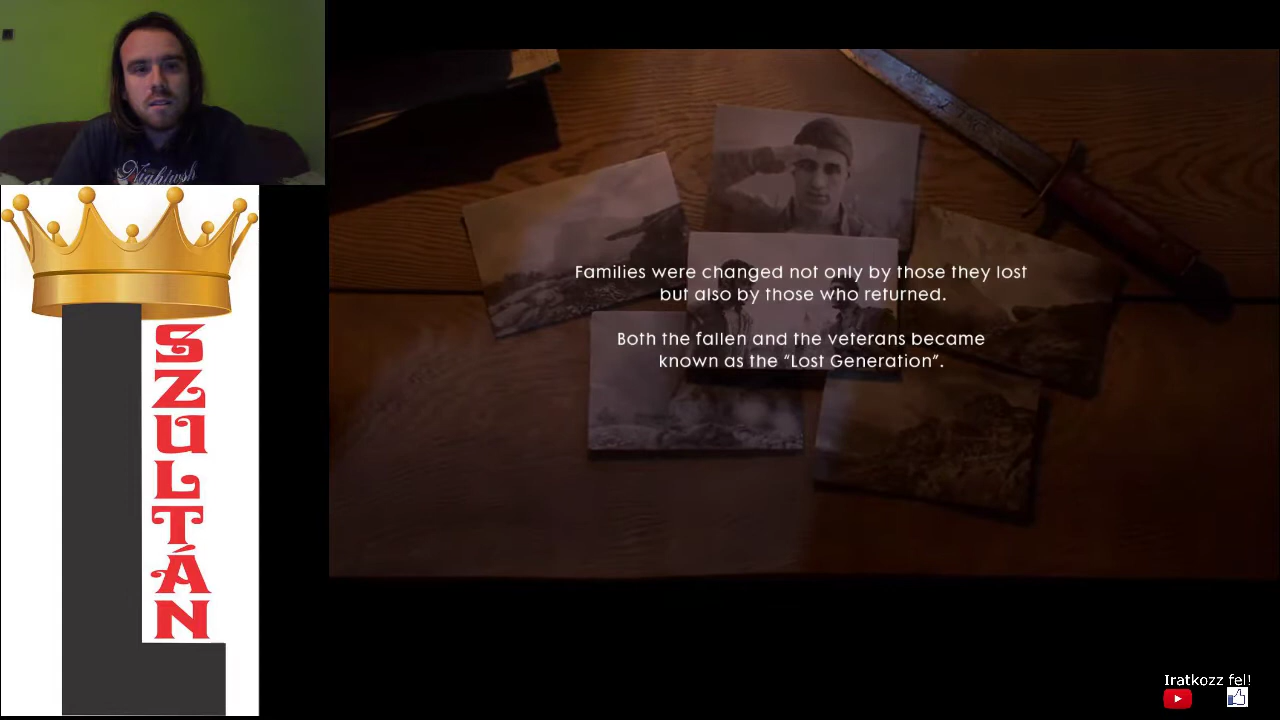 Nightwish
SZULTÁN
Families were changed not only by those they lost
but also by those who returned.
Both the fallen and the veterans became
known as the “Lost Generation”.
Iratkozz fel!